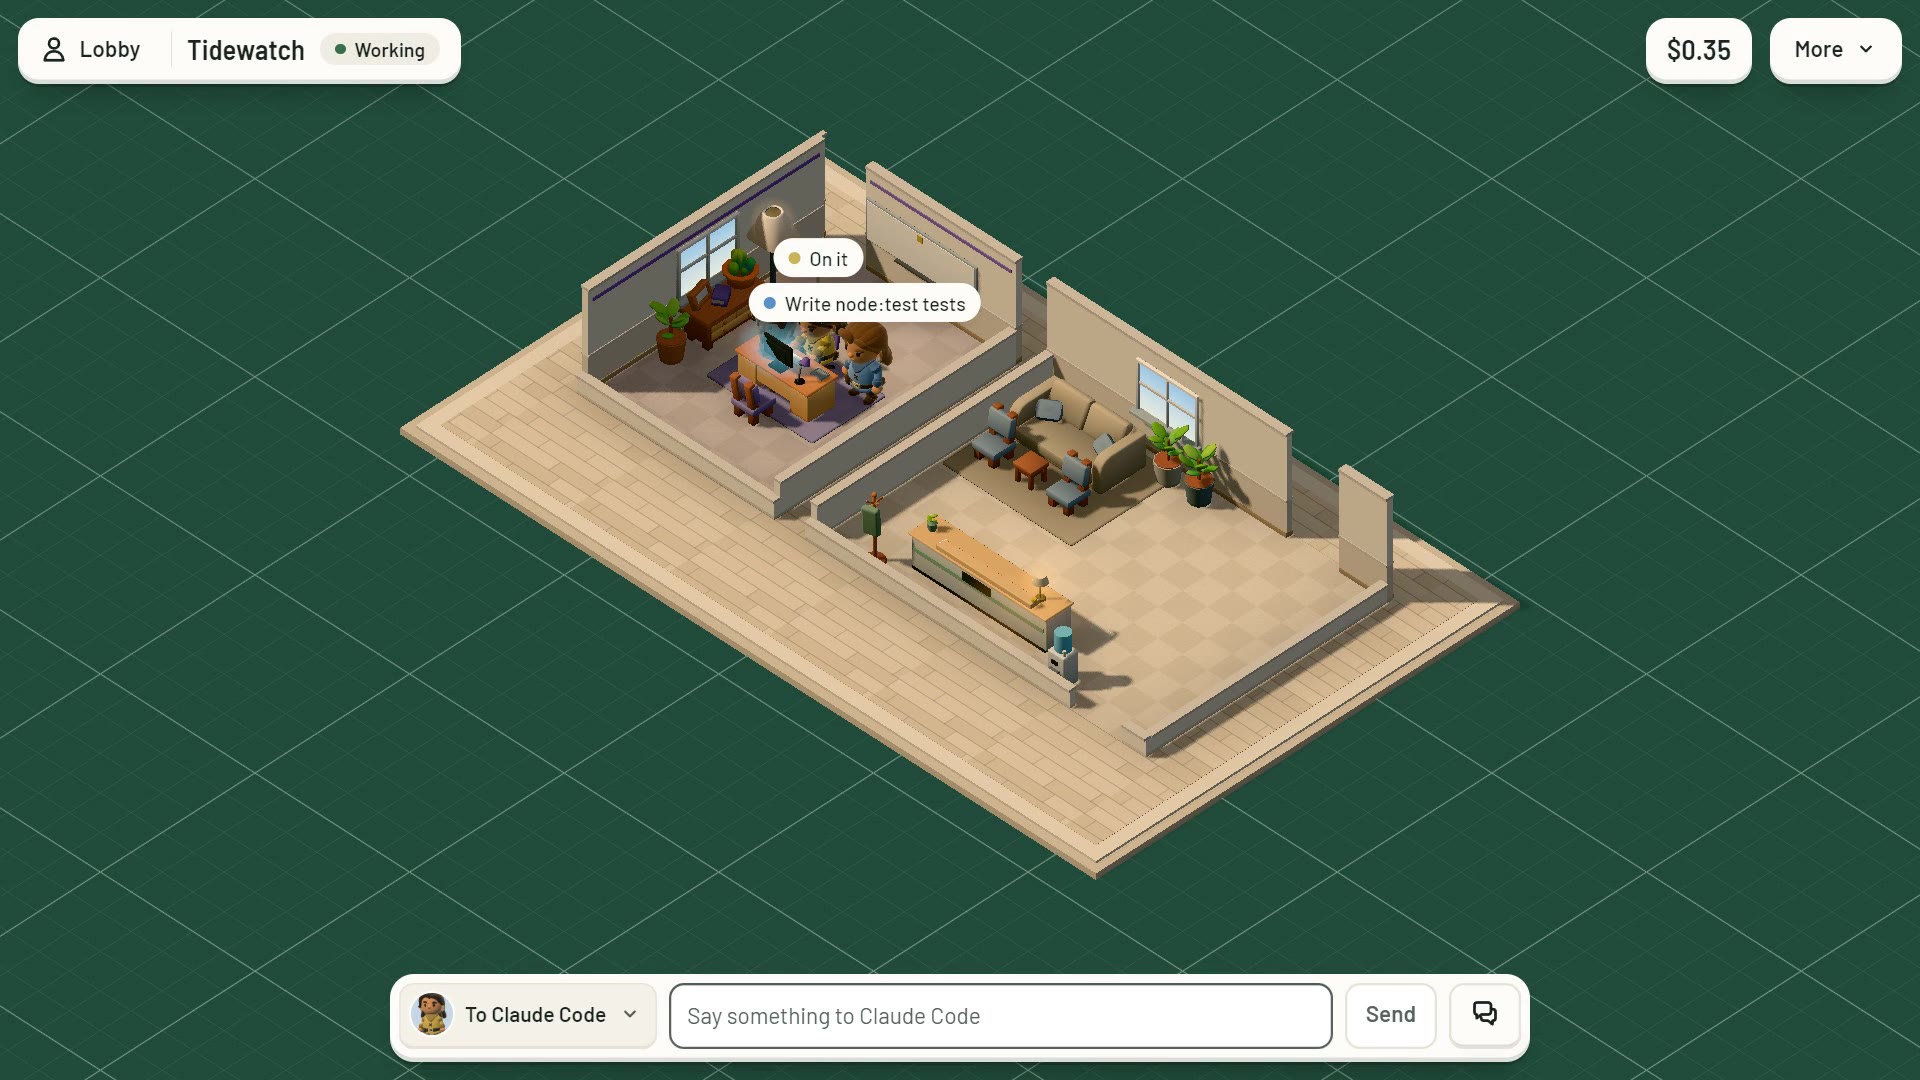 Lobby
Tidewatch
Working
$0.35
More
On it
Write node:test tests
To Claude Code
Say something to Claude Code
Send